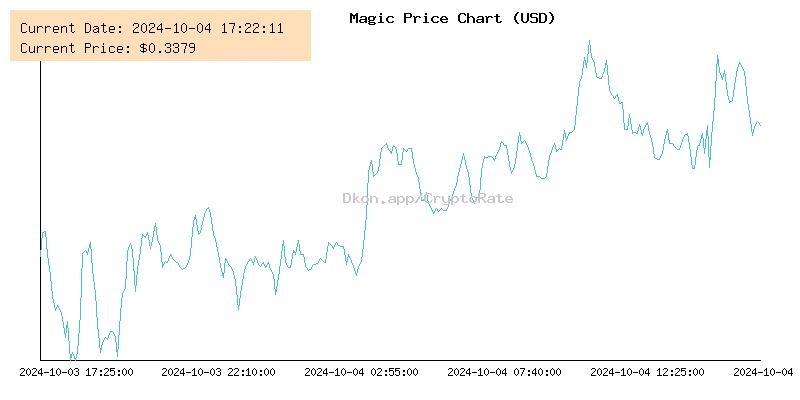 Magic Price Chart (USD)
Current Date: 2024-10-04 17:22:11
Current Price: $0.3379
Dkon.app/CryptoRate
2024-10-03 17:25:00 2024-10-03 22:10:00 2024-10-04 02:55:00 2024-10-04 07:40:00 2024-10-04 12:25:00 2024-10-04